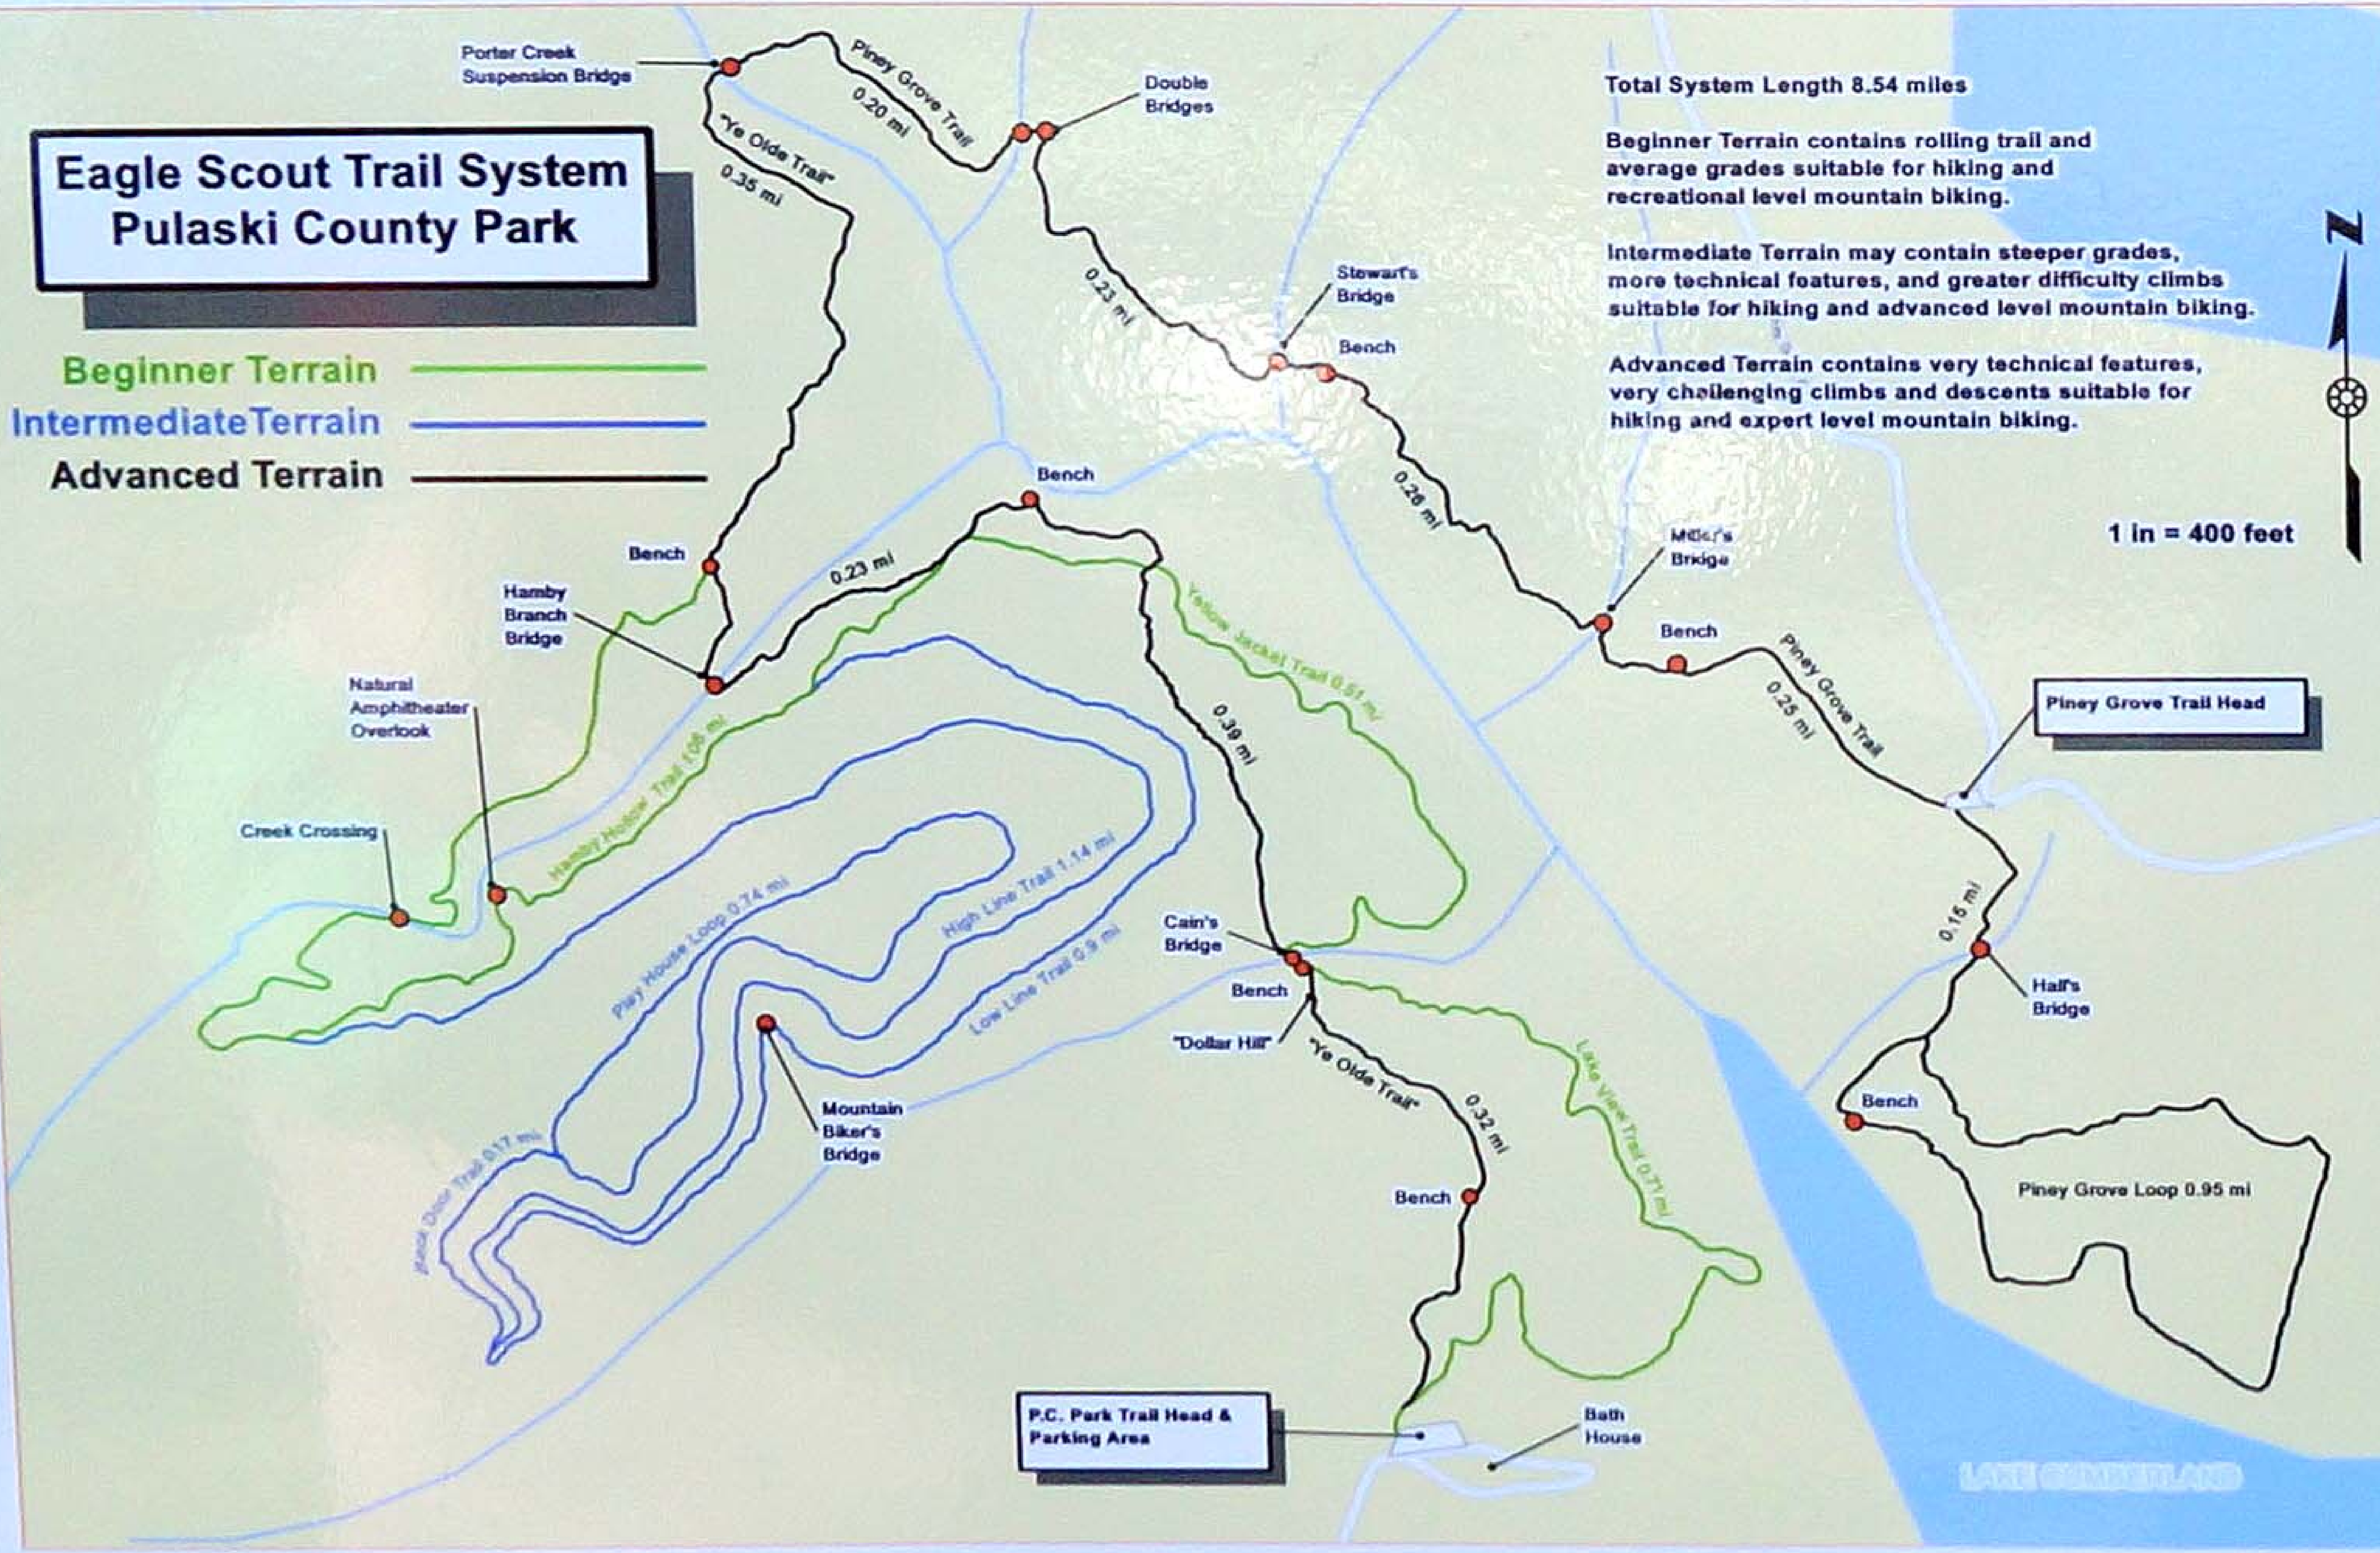 Eagle Scout Trail System
Pulaski County Park
Beginner Terrain
IntermediateTerrain
Advanced Terrain
Porter Creek
Suspension Bridge
Piney Grove Trail
0.20 mi
"Ye Olde Trail"
0.35 mi
Double
Bridges
0.23 mi
Stewart's
Bridge
Bench
Total System Length 8.54 miles
Beginner Terrain contains rolling trail and
average grades suitable for hiking and
recreational level mountain biking.
Intermediate Terrain may contain steeper grades,
more technical features, and greater difficulty climbs
suitable for hiking and advanced level mountain biking.
Advanced Terrain contains very technical features,
very challenging climbs and descents suitable for
hiking and expert level mountain biking.
N
1 in = 400 feet
Bench
0.26 mi
Bench
Hamby
Branch
Bridge
0.23 mi
Miller's
Bridge
Bench
Piney Grove Trail
0.25 mi
Piney Grove Trail Head
Yellow Jacket Trail 0.51 mi
0.39 mi
Natural
Amphitheater
Overlook
Creek Crossing
Hamby Hollow Trail 1.06 mi
Play House Loop 0.74 mi
High Line Trail 1.14 mi
Low Line Trail 0.9 mi
Cain's
Bridge
Bench
"Dollar Hill"
"Ye Olde Trail"
0.32 mi
Bench
Lake View Trail 0.71 mi
0.15 mi
Hall's
Bridge
Bench
Piney Grove Loop 0.95 mi
Mountain
Biker's
Bridge
Door Trail 0.17 mi
P.C. Park Trail Head &
Parking Area
Bath
House
LAKE CUMBERLAND